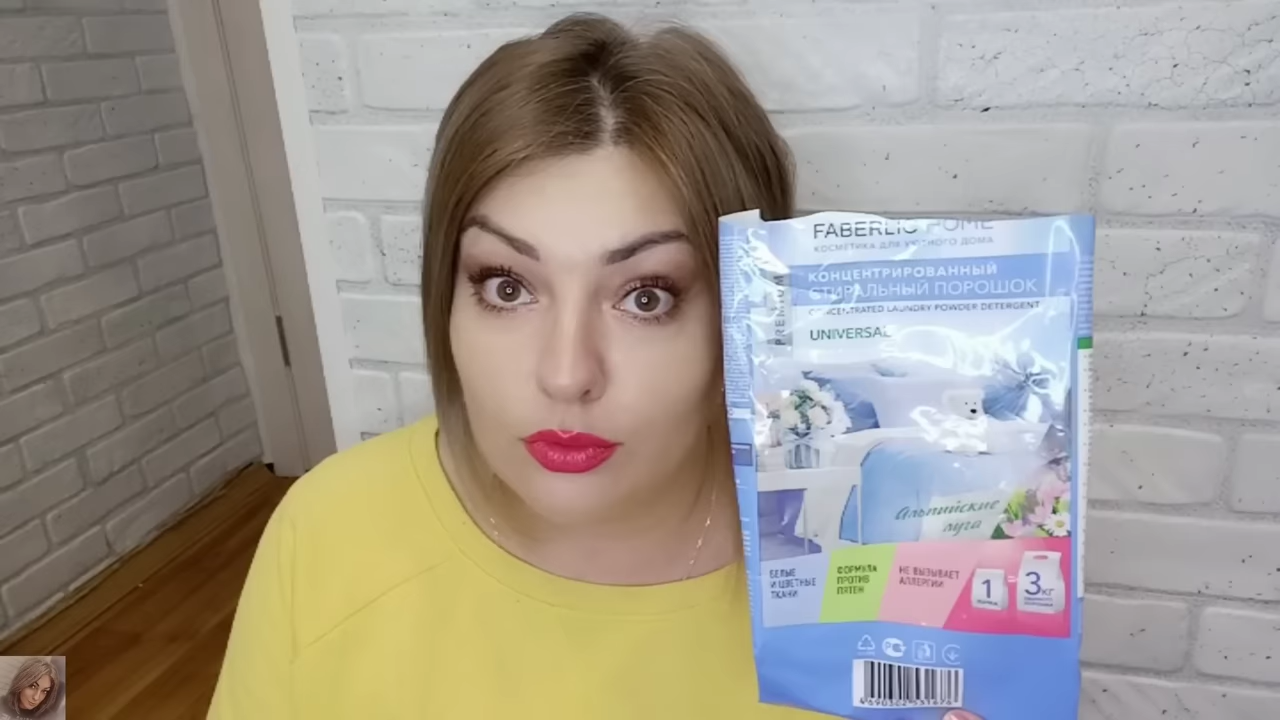 FABERLIC HOME
КОСМЕТИКА ДЛЯ УЮТНОГО ДОМА
КОНЦЕНТРИРОВАННЫЙ
СТИРАЛЬНЫЙ ПОРОШОК
CONCENTRATED LAUNDRY POWDER DETERGENT
PREMIUM
UNIVERSAL
Альпийские
луга
БЕЛЫЕ
И ЦВЕТНЫЕ
ТКАНИ
ФОРМУЛА
ПРОТИВ
ПЯТЕН
НЕ ВЫЗЫВАЕТ
АЛЛЕРГИИ
1
3 кг